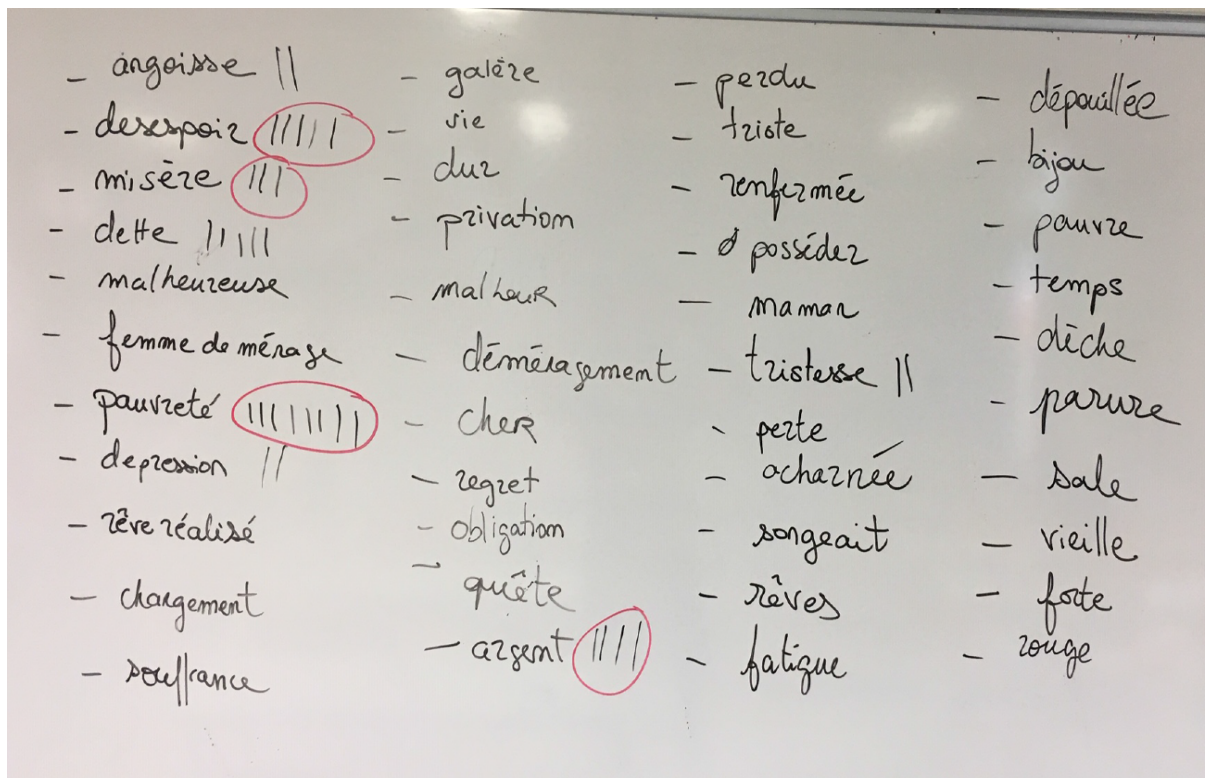 - angoisse ||
- desespoir |||||
- misère |||
- dette |||||
- malheureuse
- femme de ménage
- pauvreté ||||||||
- depression ||
- rêve réalisé
- changement
- souffrance
- galère
- vie
- dur
- privation
- malheur
- déménagement
- cher
- regret
- obligation
- quête
- argent ||||
- perdu
- triste
- renfermée
- posséder
- maman
- tristesse ||
- perte
- acharnée
- songeait
- rêves
- fatigue
- dépouillée
- bijou
- pauvre
- temps
- dèche
- parure
- sale
- vieille
- forte
- rouge